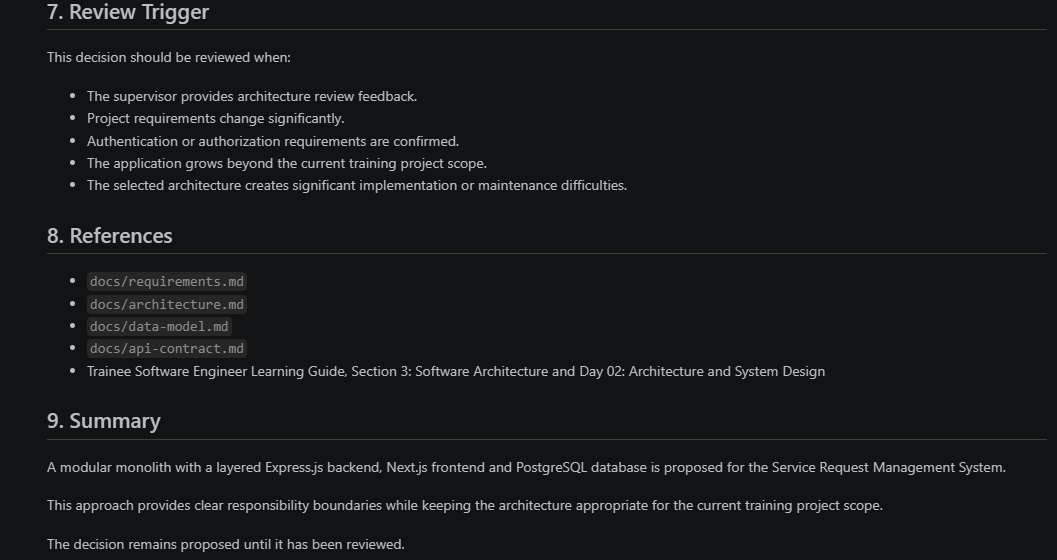 7. Review Trigger
This decision should be reviewed when:
The supervisor provides architecture review feedback.
Project requirements change significantly.
Authentication or authorization requirements are confirmed.
The application grows beyond the current training project scope.
The selected architecture creates significant implementation or maintenance difficulties.
8. References
docs/requirements.md
docs/architecture.md
docs/data-model.md
docs/api-contract.md
Trainee Software Engineer Learning Guide, Section 3: Software Architecture and Day 02: Architecture and System Design
9. Summary
A modular monolith with a layered Express.js backend, Next.js frontend and PostgreSQL database is proposed for the Service Request Management System.
This approach provides clear responsibility boundaries while keeping the architecture appropriate for the current training project scope.
The decision remains proposed until it has been reviewed.